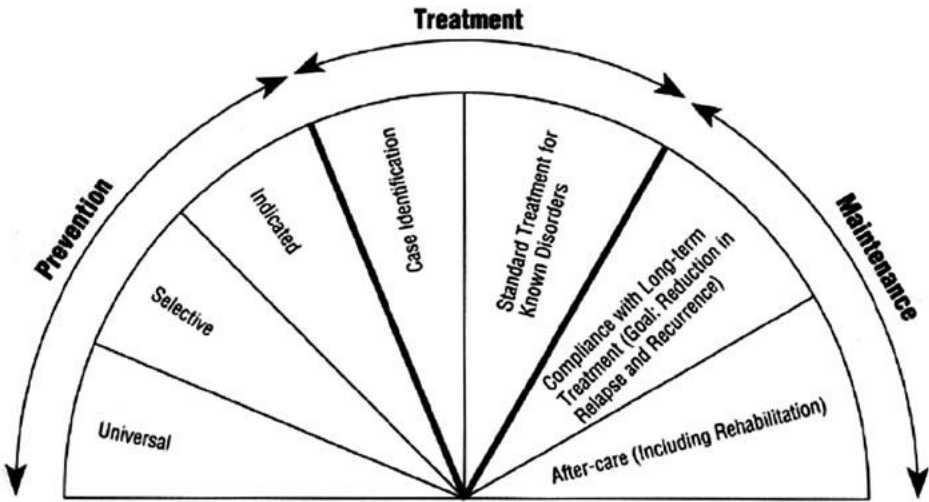 Treatment
Prevention
Maintenance
Universal
Selective
Indicated
Case Identification
Standard Treatment for
Known Disorders
Compliance with Long-term
Treatment (Goal: Reduction in
Relapse and Recurrence)
After-care (Including Rehabilitation)